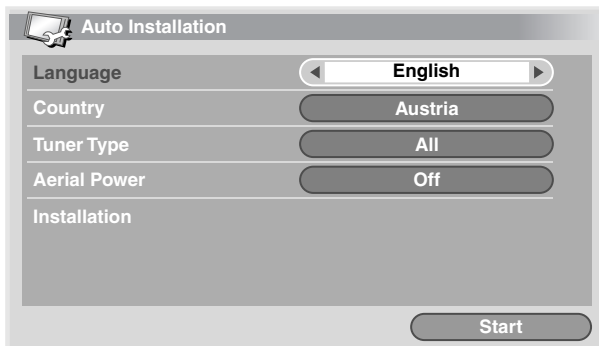 Auto Installation
Language English
Country Austria
Tuner Type All
Aerial Power Off
Installation
Start